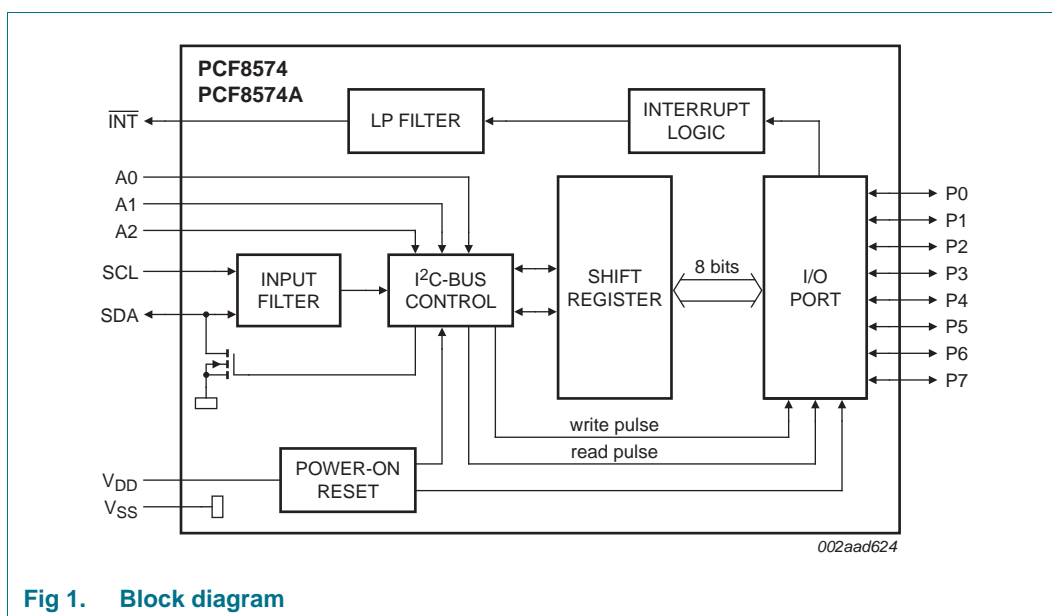 PCF8574
PCF8574A
INT
LP FILTER
INTERRUPT
LOGIC
A0
A1
A2
SCL
SDA
INPUT
FILTER
I²C-BUS
CONTROL
SHIFT
REGISTER
8 bits
I/O
PORT
P0
P1
P2
P3
P4
P5
P6
P7
write pulse
read pulse
VDD
VSS
POWER-ON
RESET
002aad624
Fig 1. Block diagram